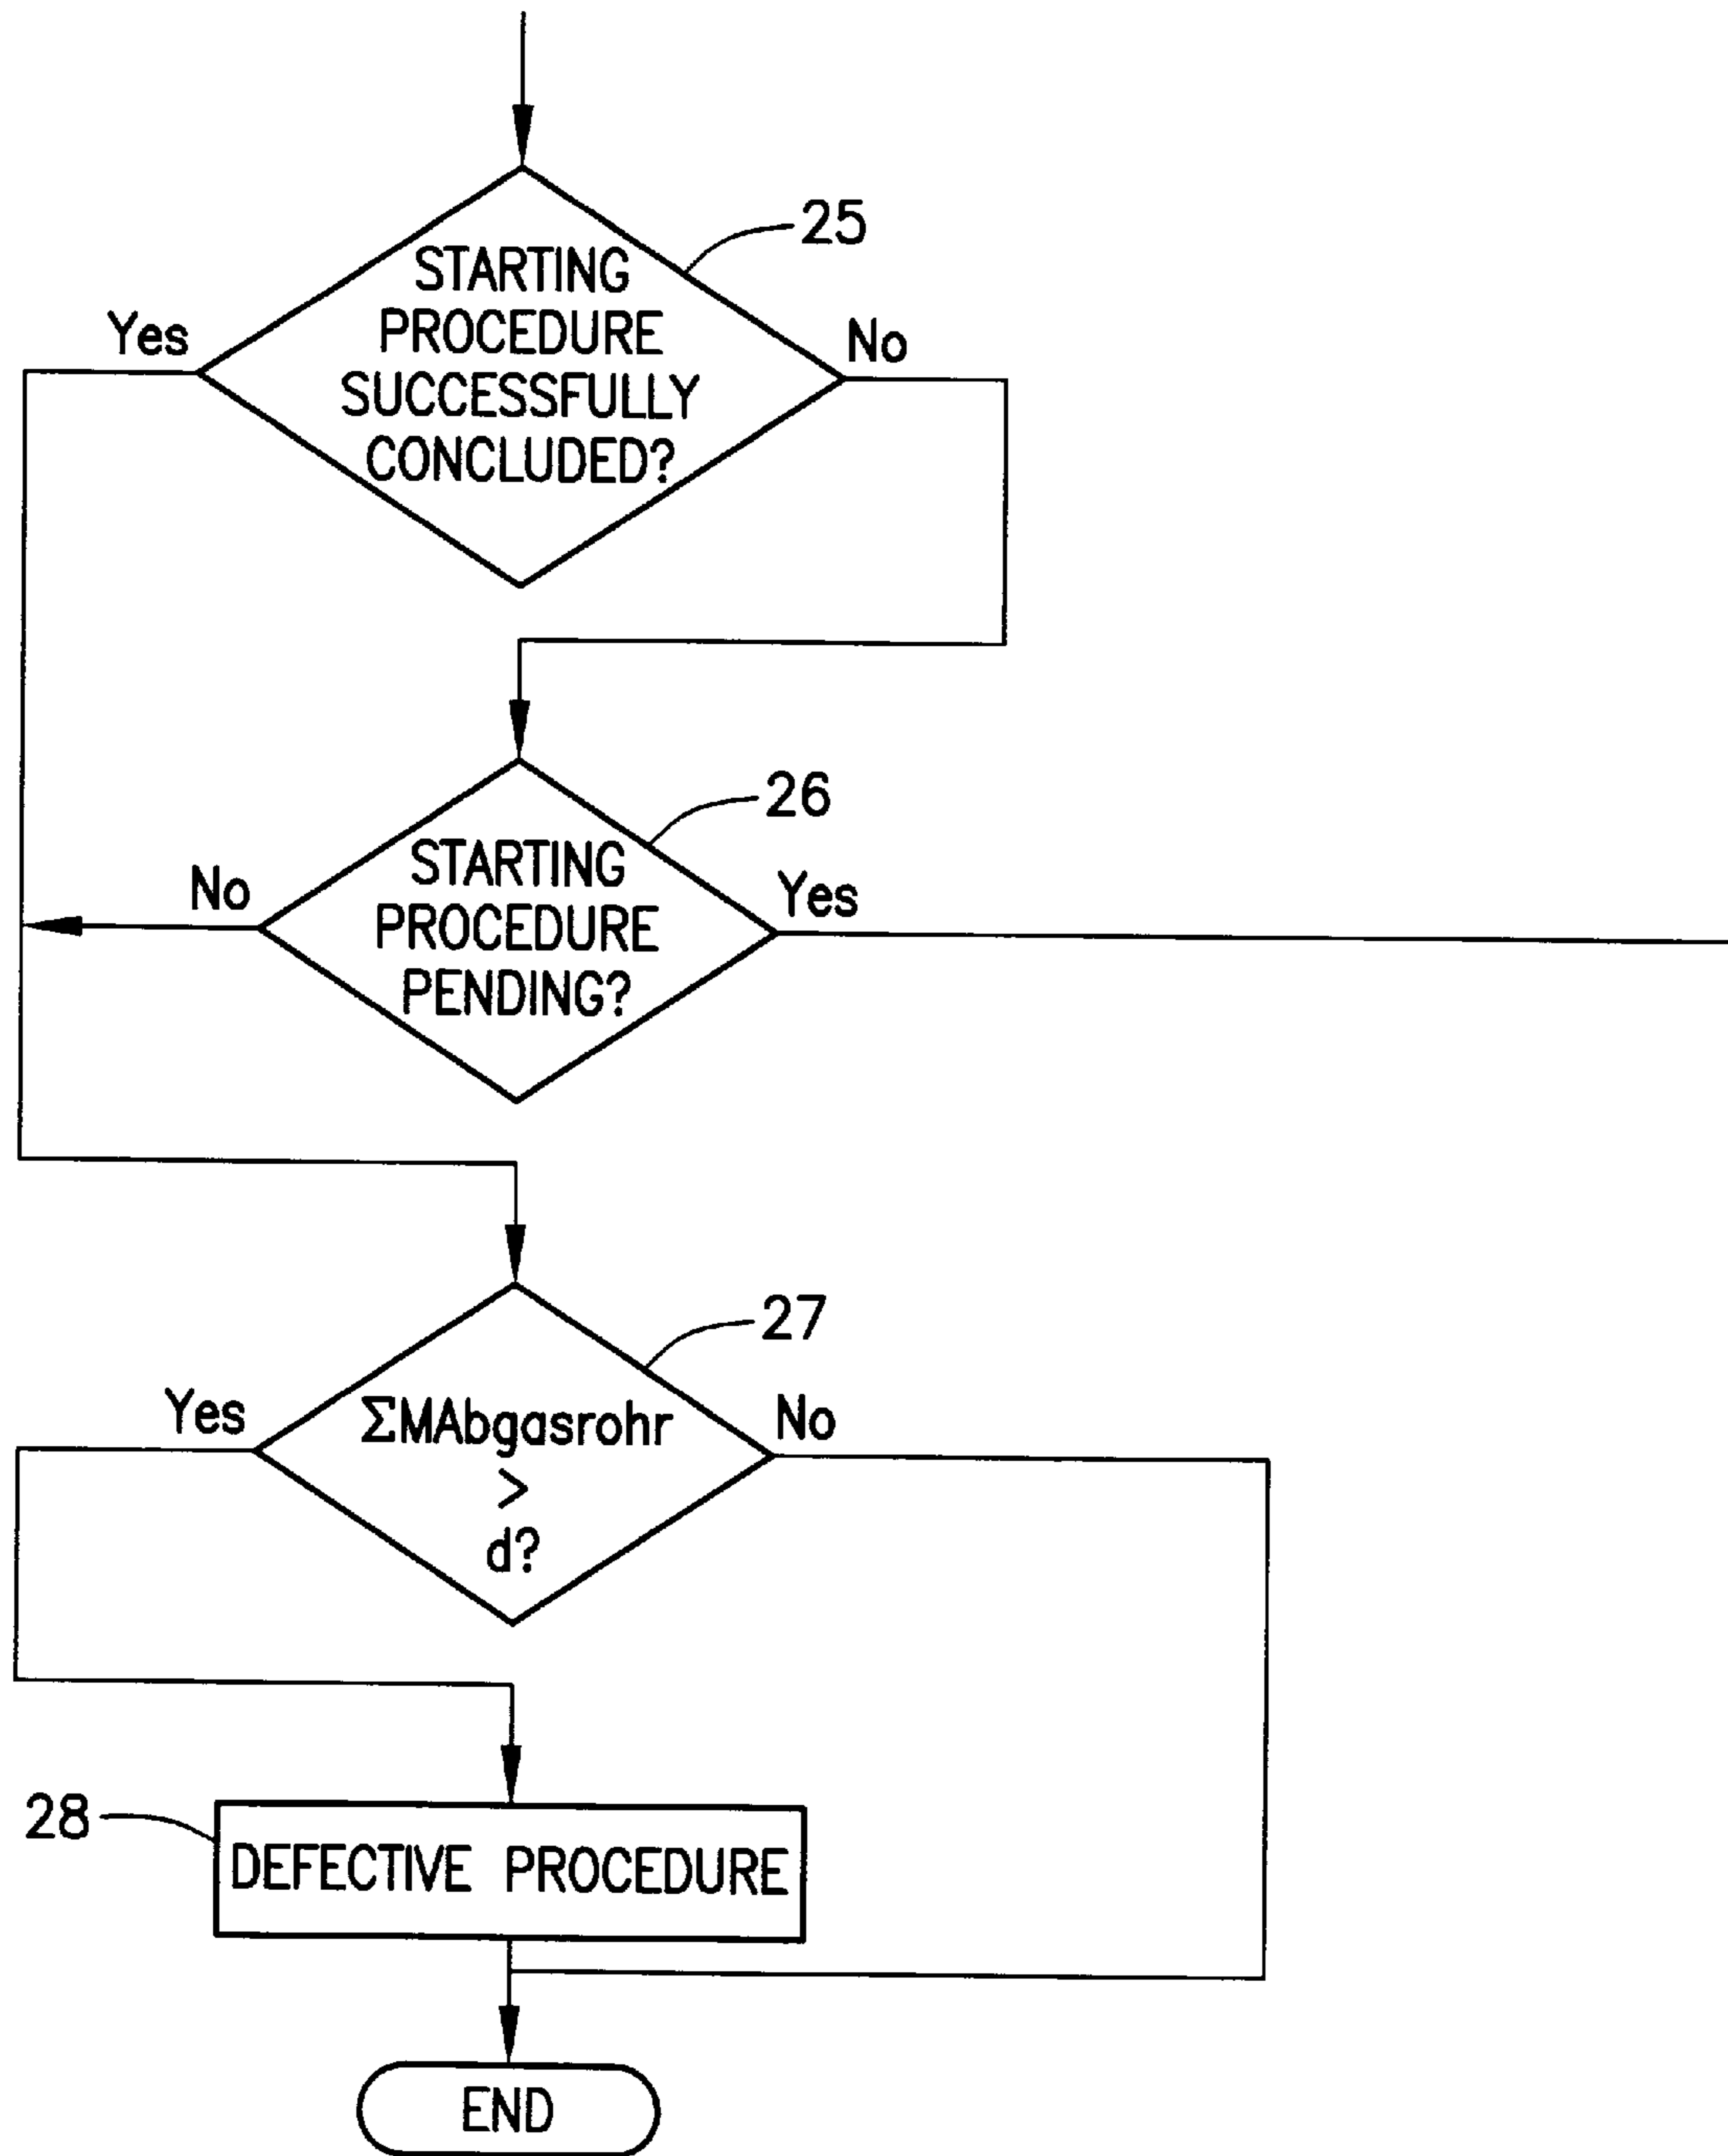 25
STARTING
PROCEDURE
SUCCESSFULLY
CONCLUDED?
Yes
No
26
STARTING
PROCEDURE
PENDING?
No
Yes
27
ΣMAbgasrohr
>
d?
Yes
No
28
DEFECTIVE PROCEDURE
END